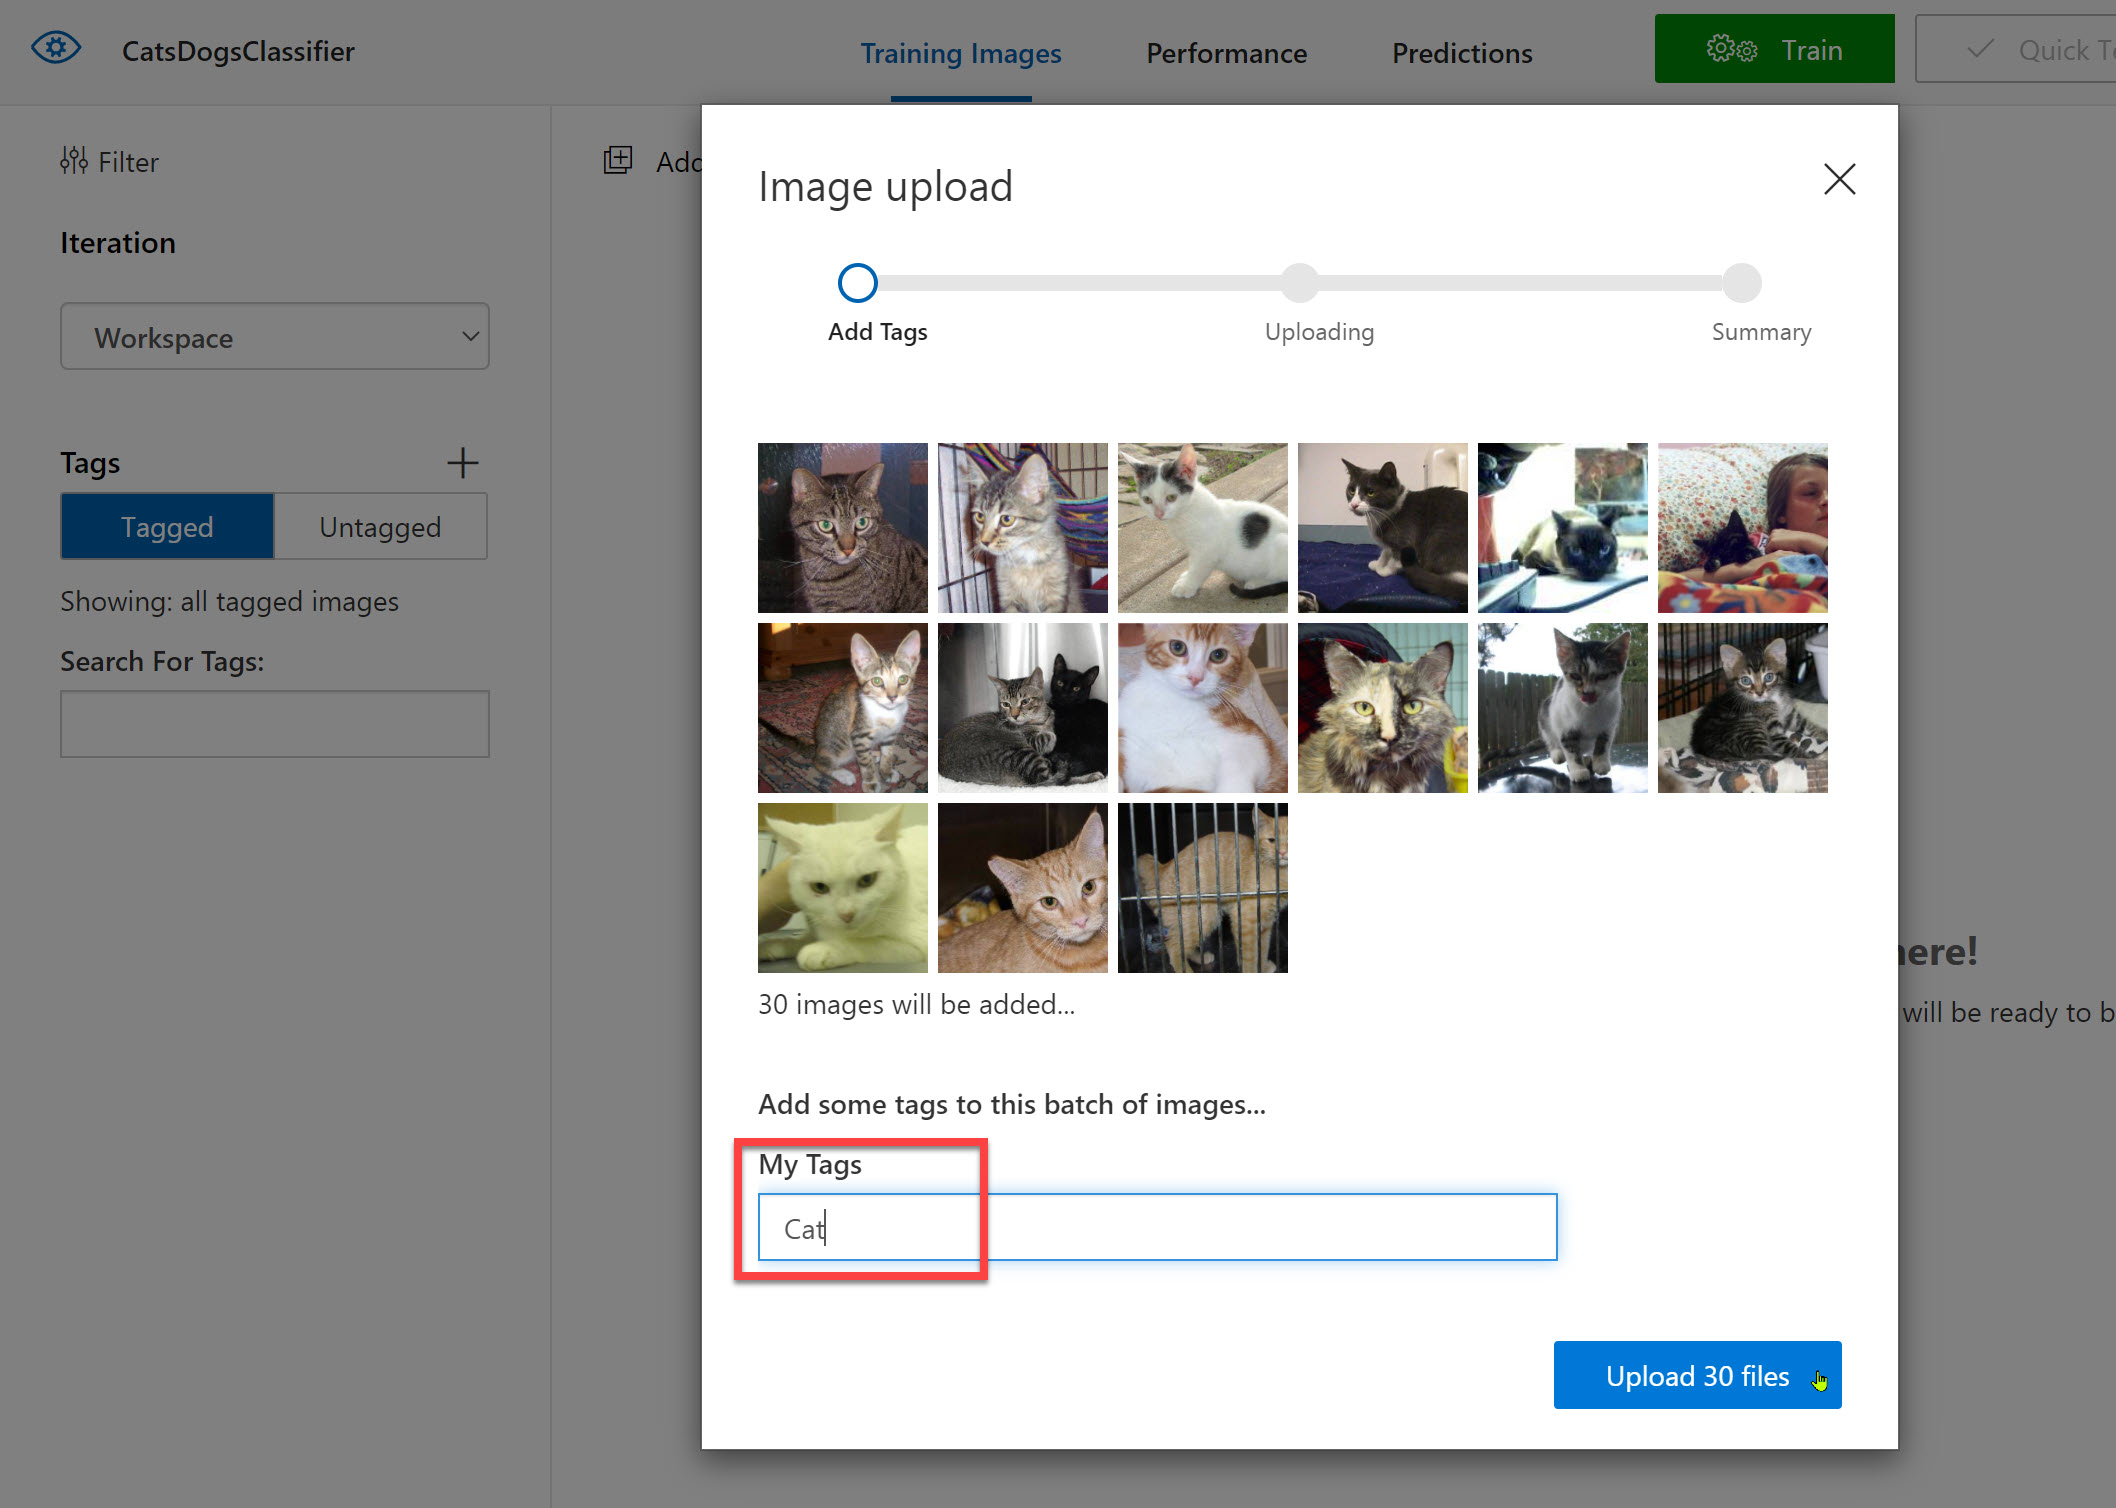 CatsDogsClassifier
Training Images
Performance
Predictions
Train
Quick
Filter
Iteration
Workspace
Tags
Tagged
Untagged
Showing: all tagged images
Search For Tags:
Add
Image upload
Add Tags
Uploading
Summary
30 images will be added...
Add some tags to this batch of images...
My Tags
Cat
Upload 30 files
here!
will be ready to b